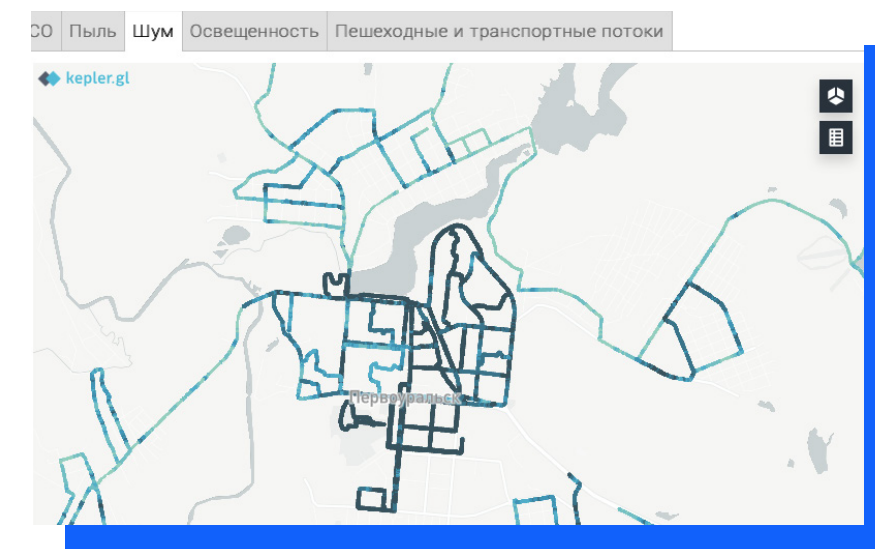 СО Пыль Шум Освещенность Пешеходные и транспортные потоки
kepler.gl
Первоуральск